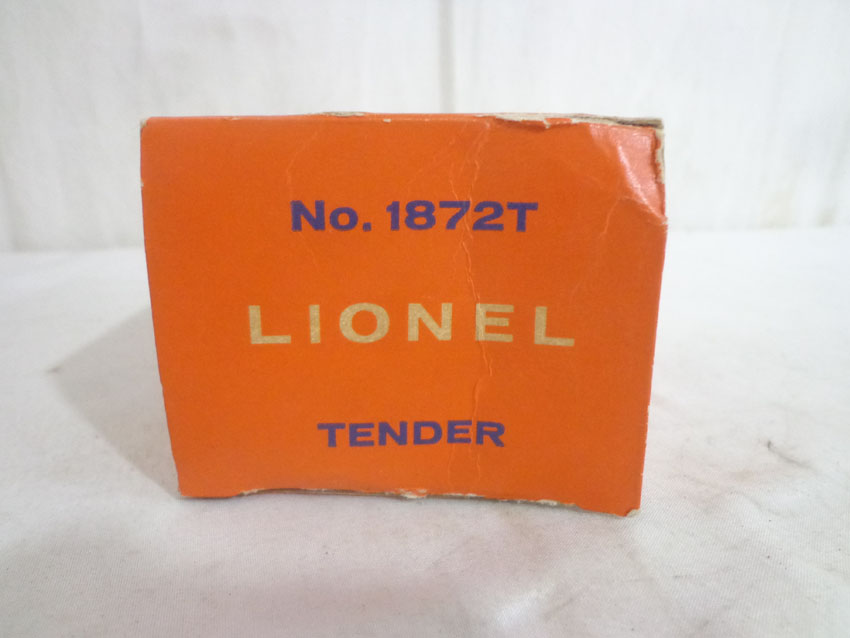 No. 1872T
LIONEL
TENDER